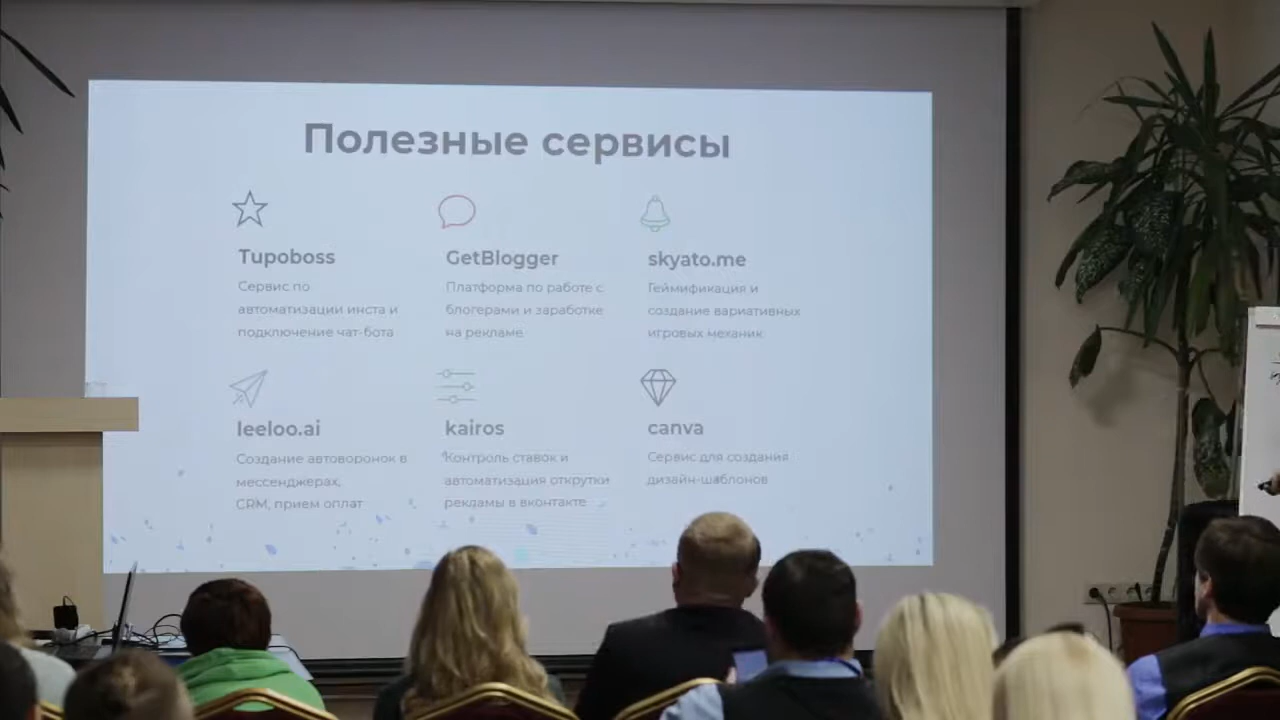 Полезные сервисы
Tupoboss
Сервис по
автоматизации инста и
подключение чат-бота
GetBlogger
Платформа по работе с
блогерами и заработке
на рекламе
skyato.me
Геймификация и
создание вариативных
игровых механик
leeloo.ai
Создание автоворонок в
мессенджерах,
CRM, прием оплат
kairos
Контроль ставок и
автоматизация открутки
рекламы в вконтакте
canva
Сервис для создания
дизайн-шаблонов